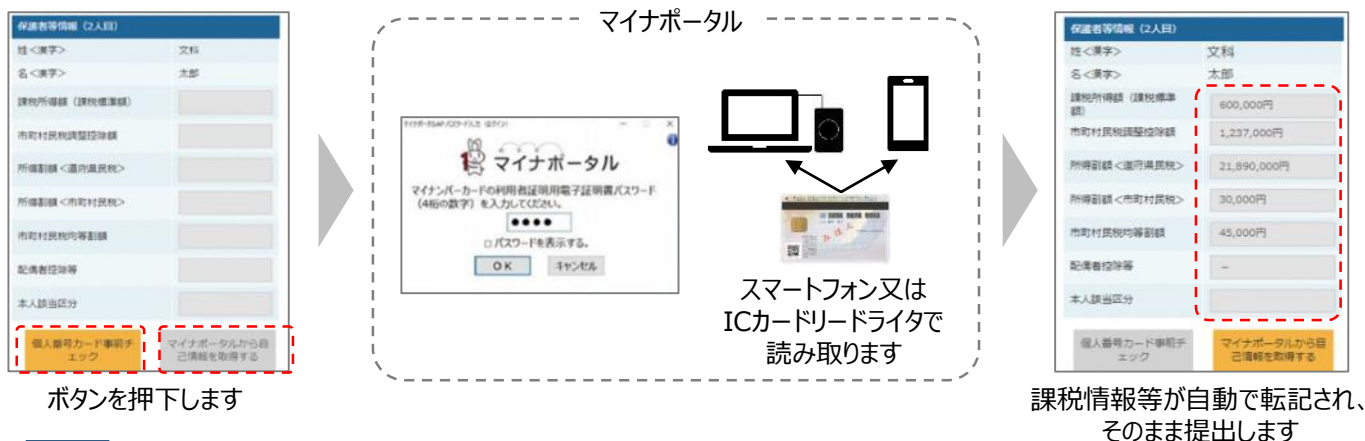 保護者等情報（2人目）
姓<漢字> 文科
名<漢字> 太郎
課税所得額（課税標準額）
市町村民税調整控除額
所得割額<道府県民税>
所得割額<市町村民税>
市町村民税均等割額
配偶者控除等
本人該当区分
個人番号カード事前チ
ェック
マイナポータルから自
己情報を取得する
ボタンを押下します
マイナポータル
マイナポータル
マイナンバーカードの利用者証明用電子証明書パスワード
（4桁の数字）を入力してください。
●●●●
□ パスワードを表示する。
OK キャンセル
みほん
スマートフォン又は
ICカードリードライタで
読み取ります
保護者等情報（2人目）
姓<漢字> 文科
名<漢字> 太郎
課税所得額（課税標準
額） 600,000円
市町村民税調整控除額 1,237,000円
所得割額<道府県民税> 21,890,000円
所得割額<市町村民税> 30,000円
市町村民税均等割額 45,000円
配偶者控除等 －
本人該当区分
個人番号カード事前チ
ェック
マイナポータルから自
己情報を取得する
課税情報等が自動で転記され、
そのまま提出します